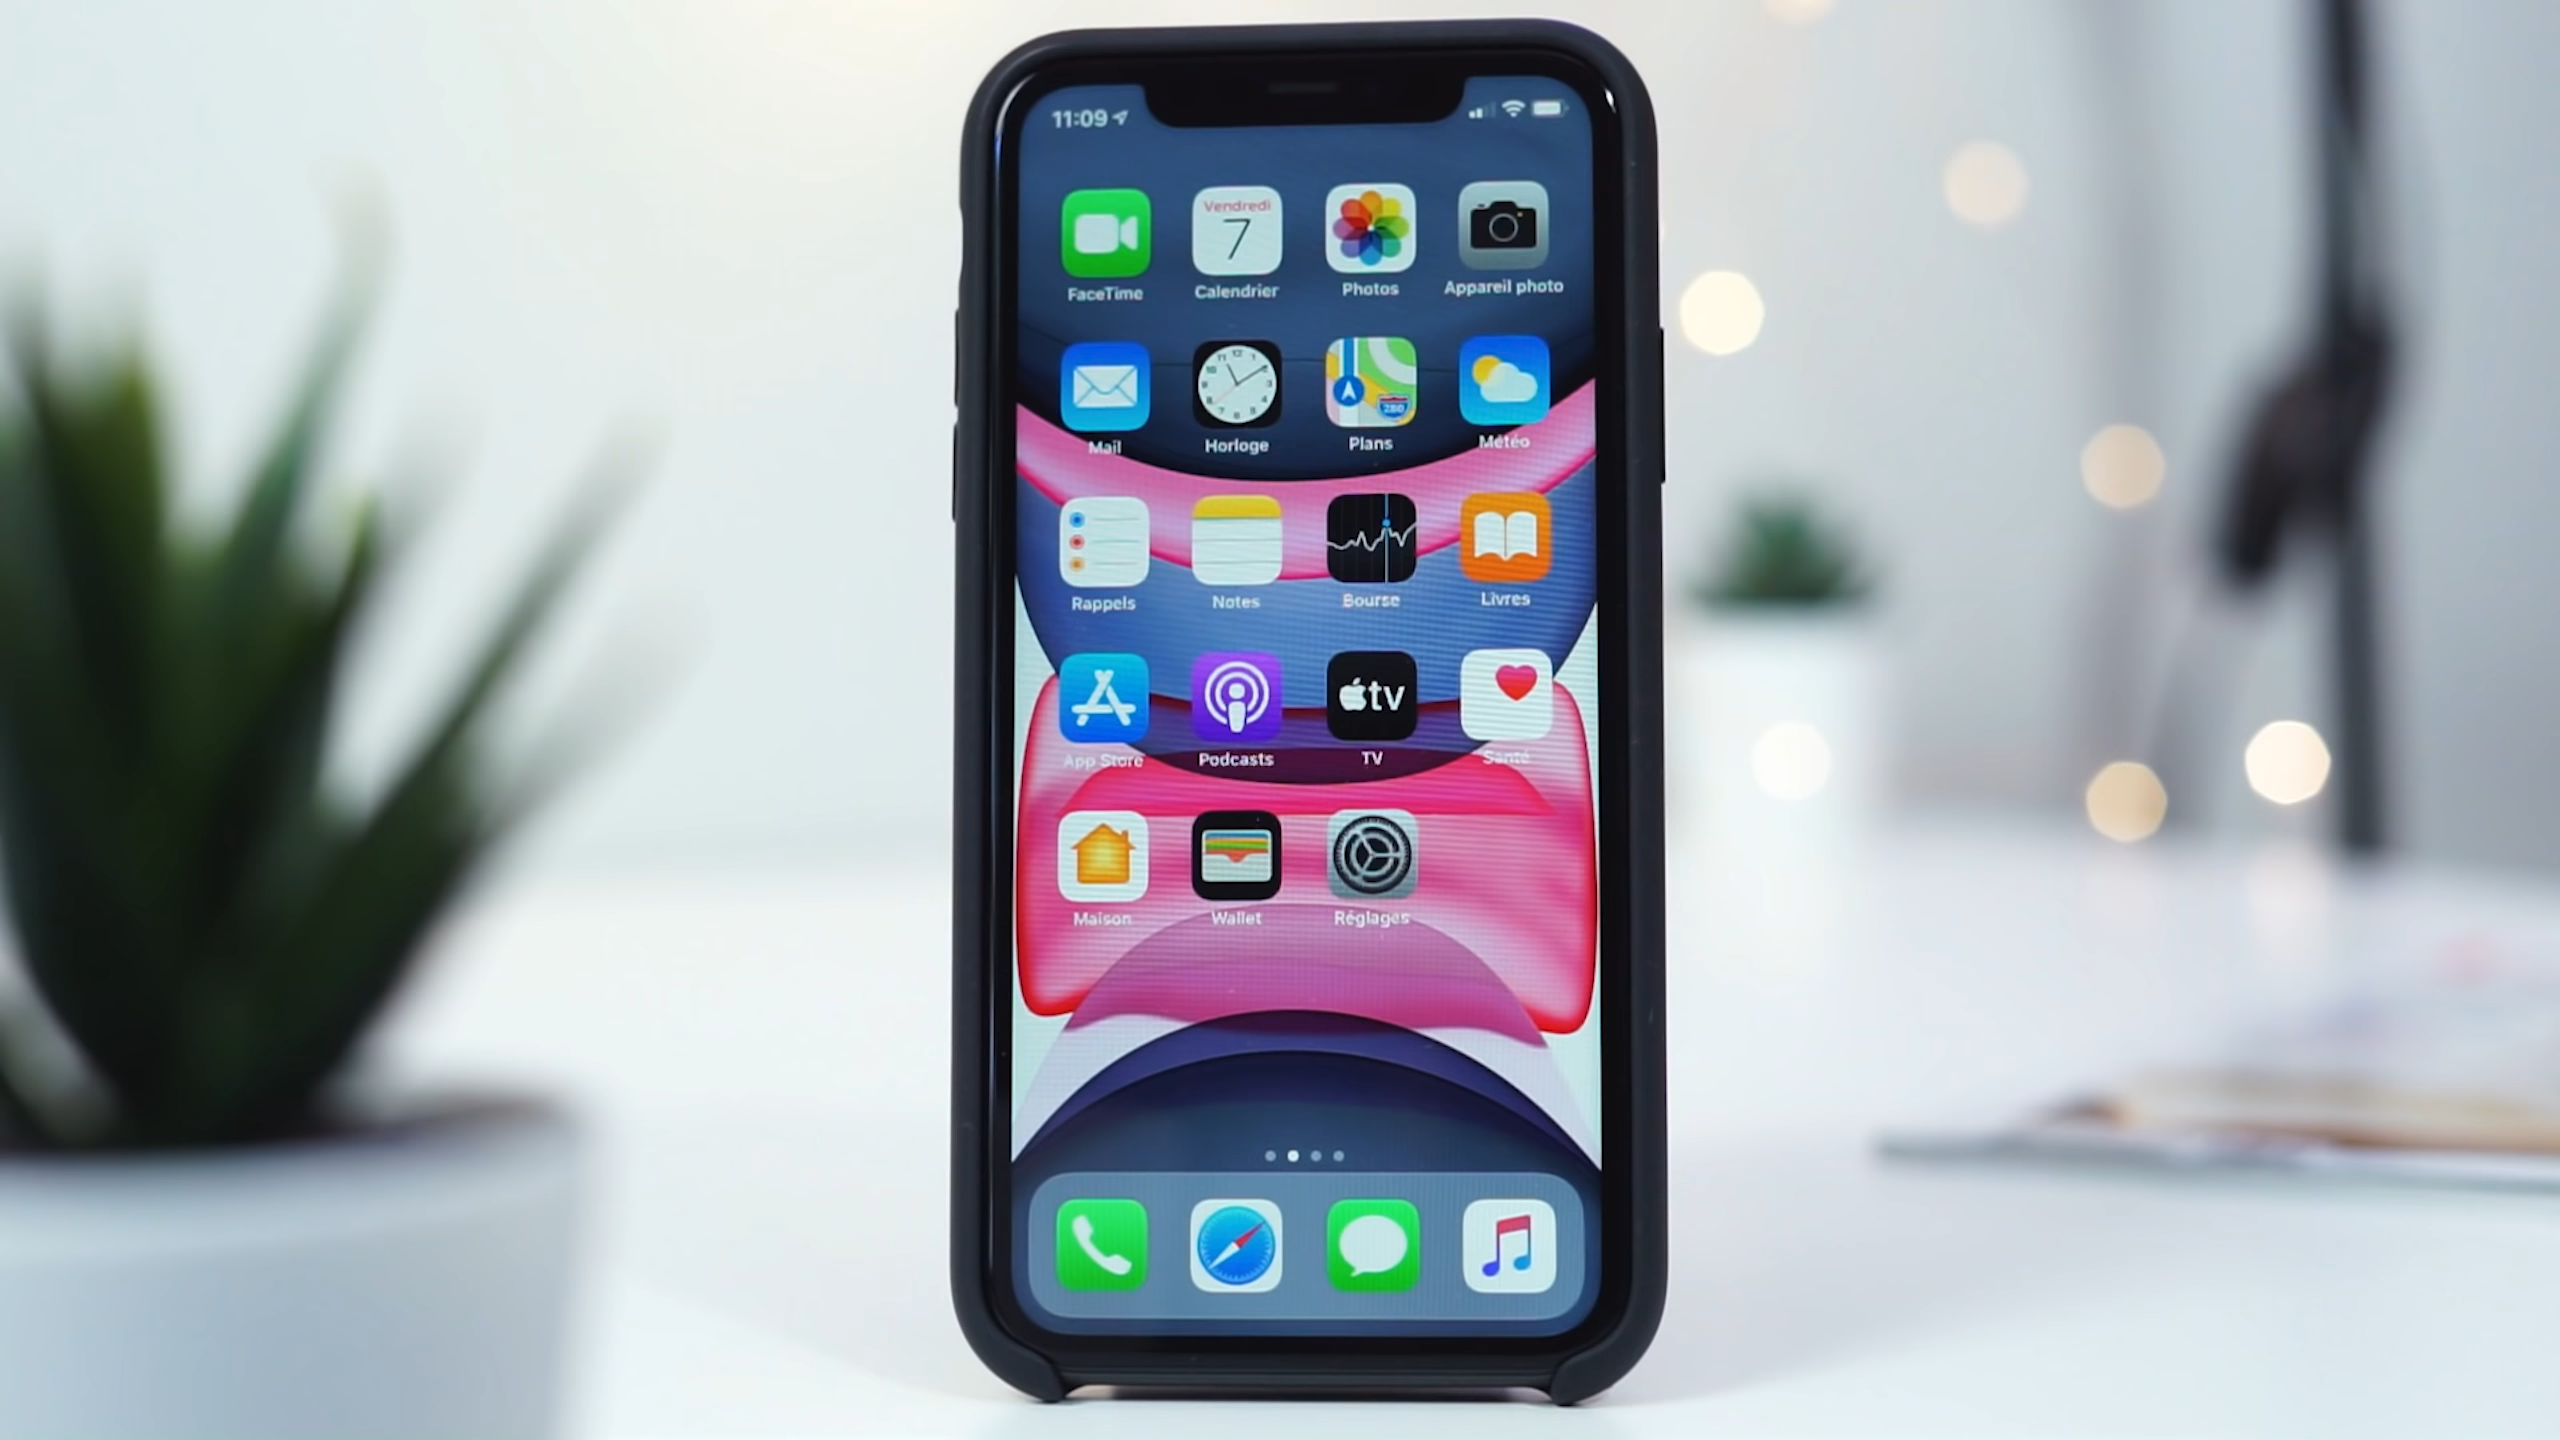 11:09
Vendredi
7
FaceTime Calendrier Photos Appareil photo
280
Mail Horloge Plans Météo
Rappels Notes Bourse Livres
tv
App Store Podcasts TV Santé
Maison Wallet Réglages